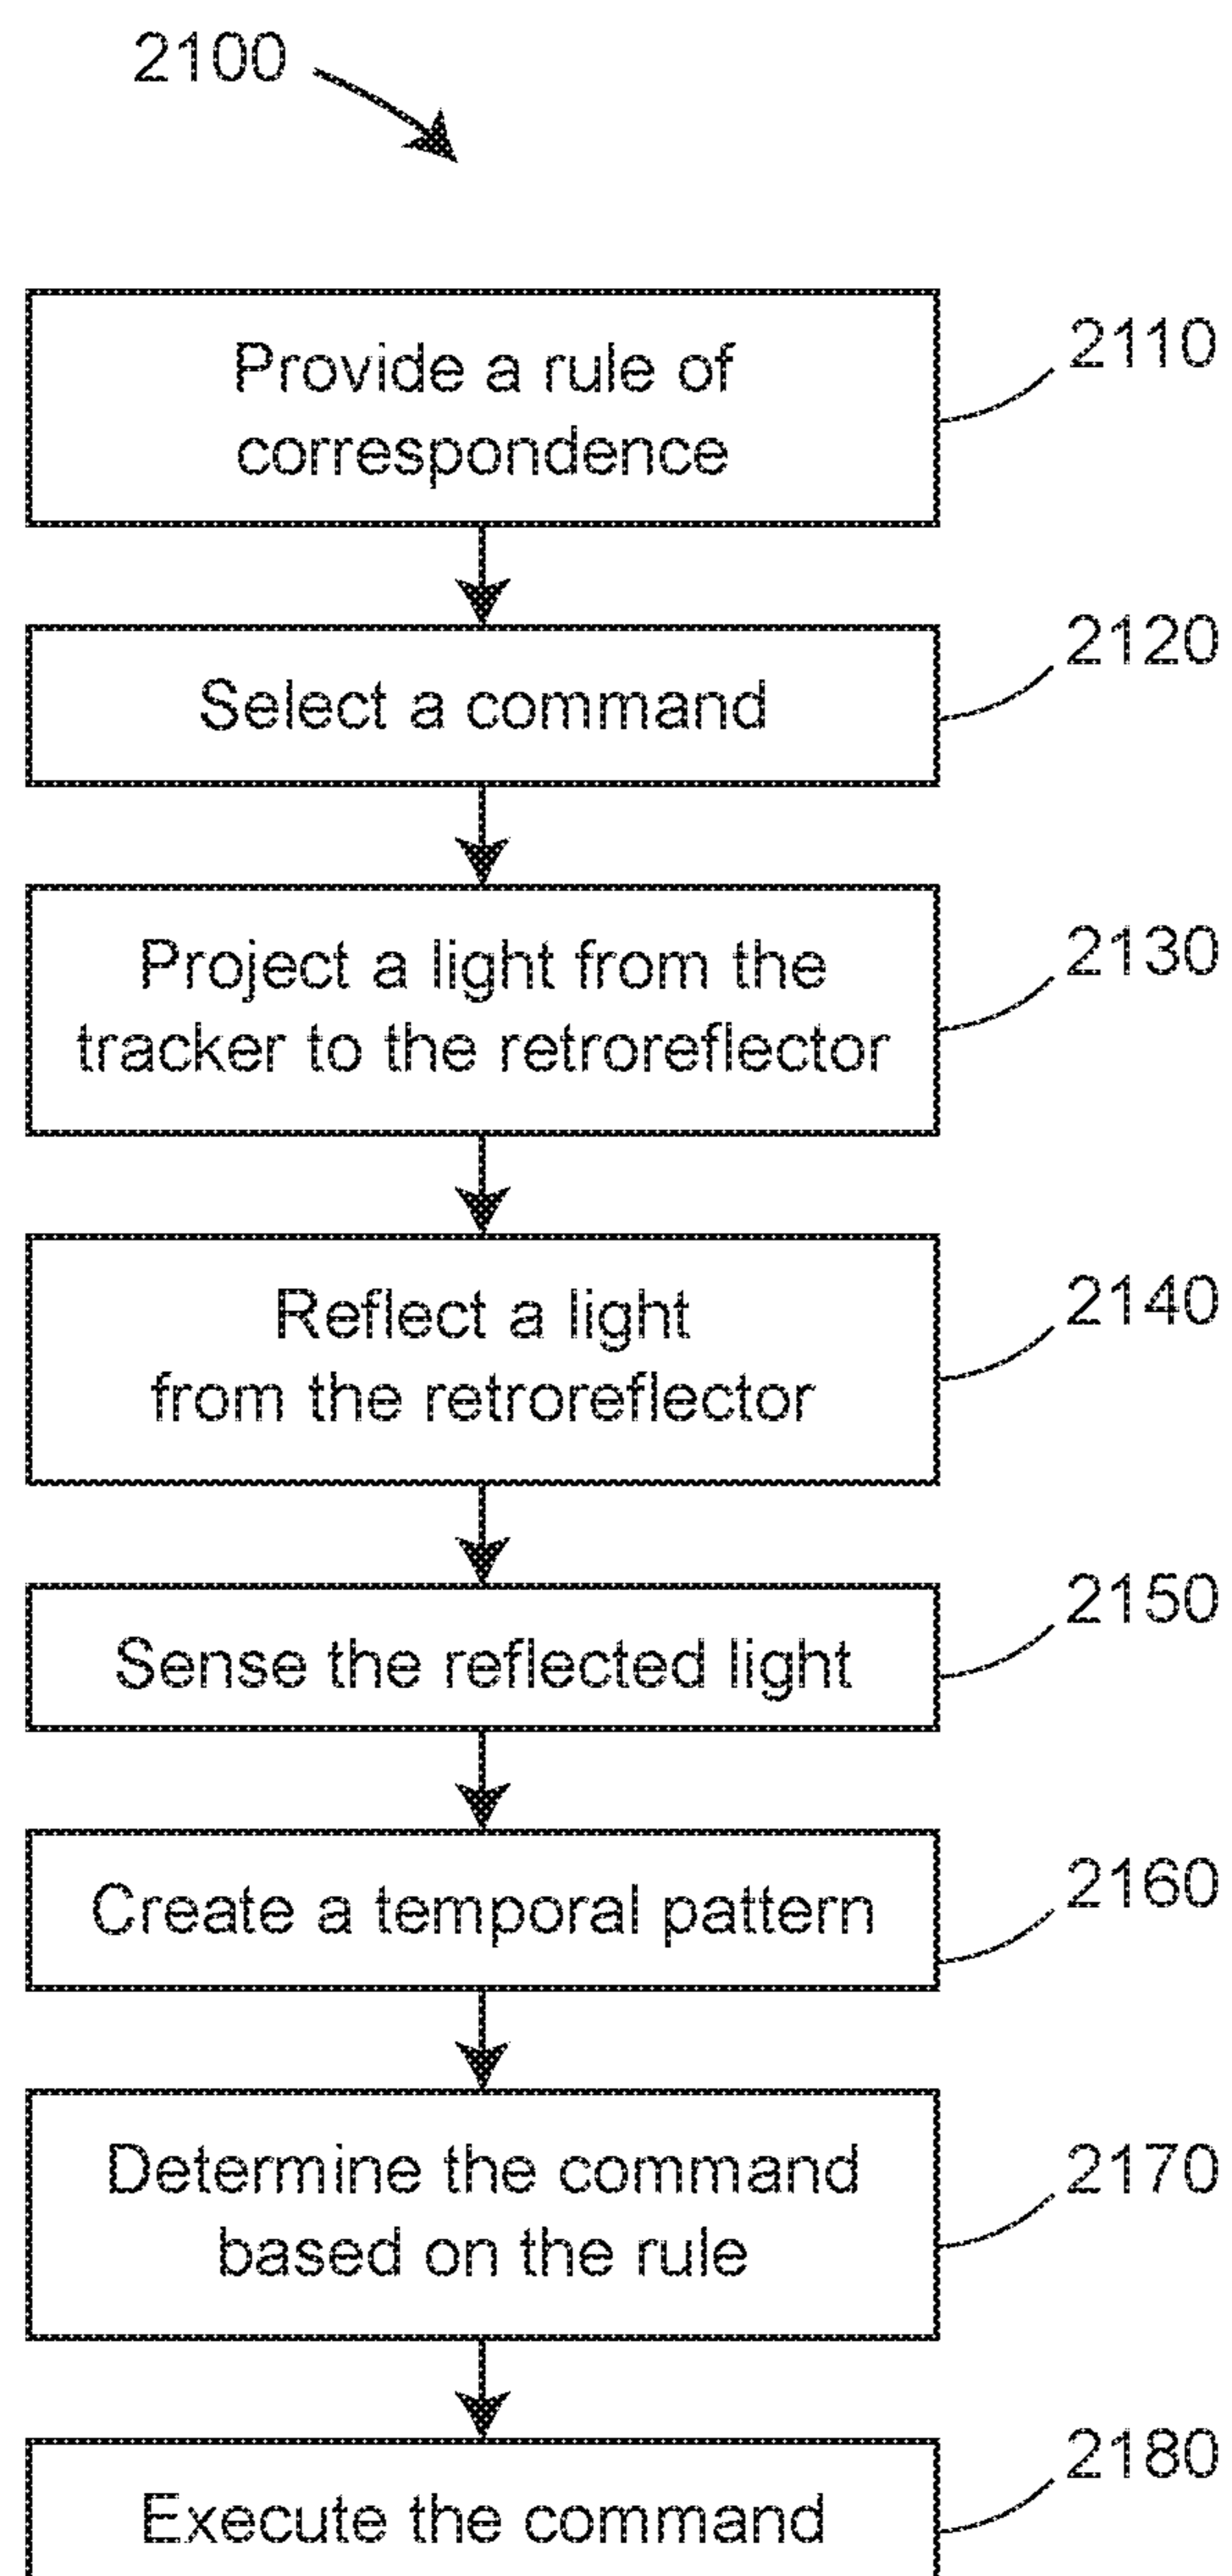 2100
Provide a rule of
correspondence
2110
Select a command
2120
Project a light from the
tracker to the retroreflector
2130
Reflect a light
from the retroreflector
2140
Sense the reflected light
2150
Create a temporal pattern
2160
Determine the command
based on the rule
2170
Execute the command
2180